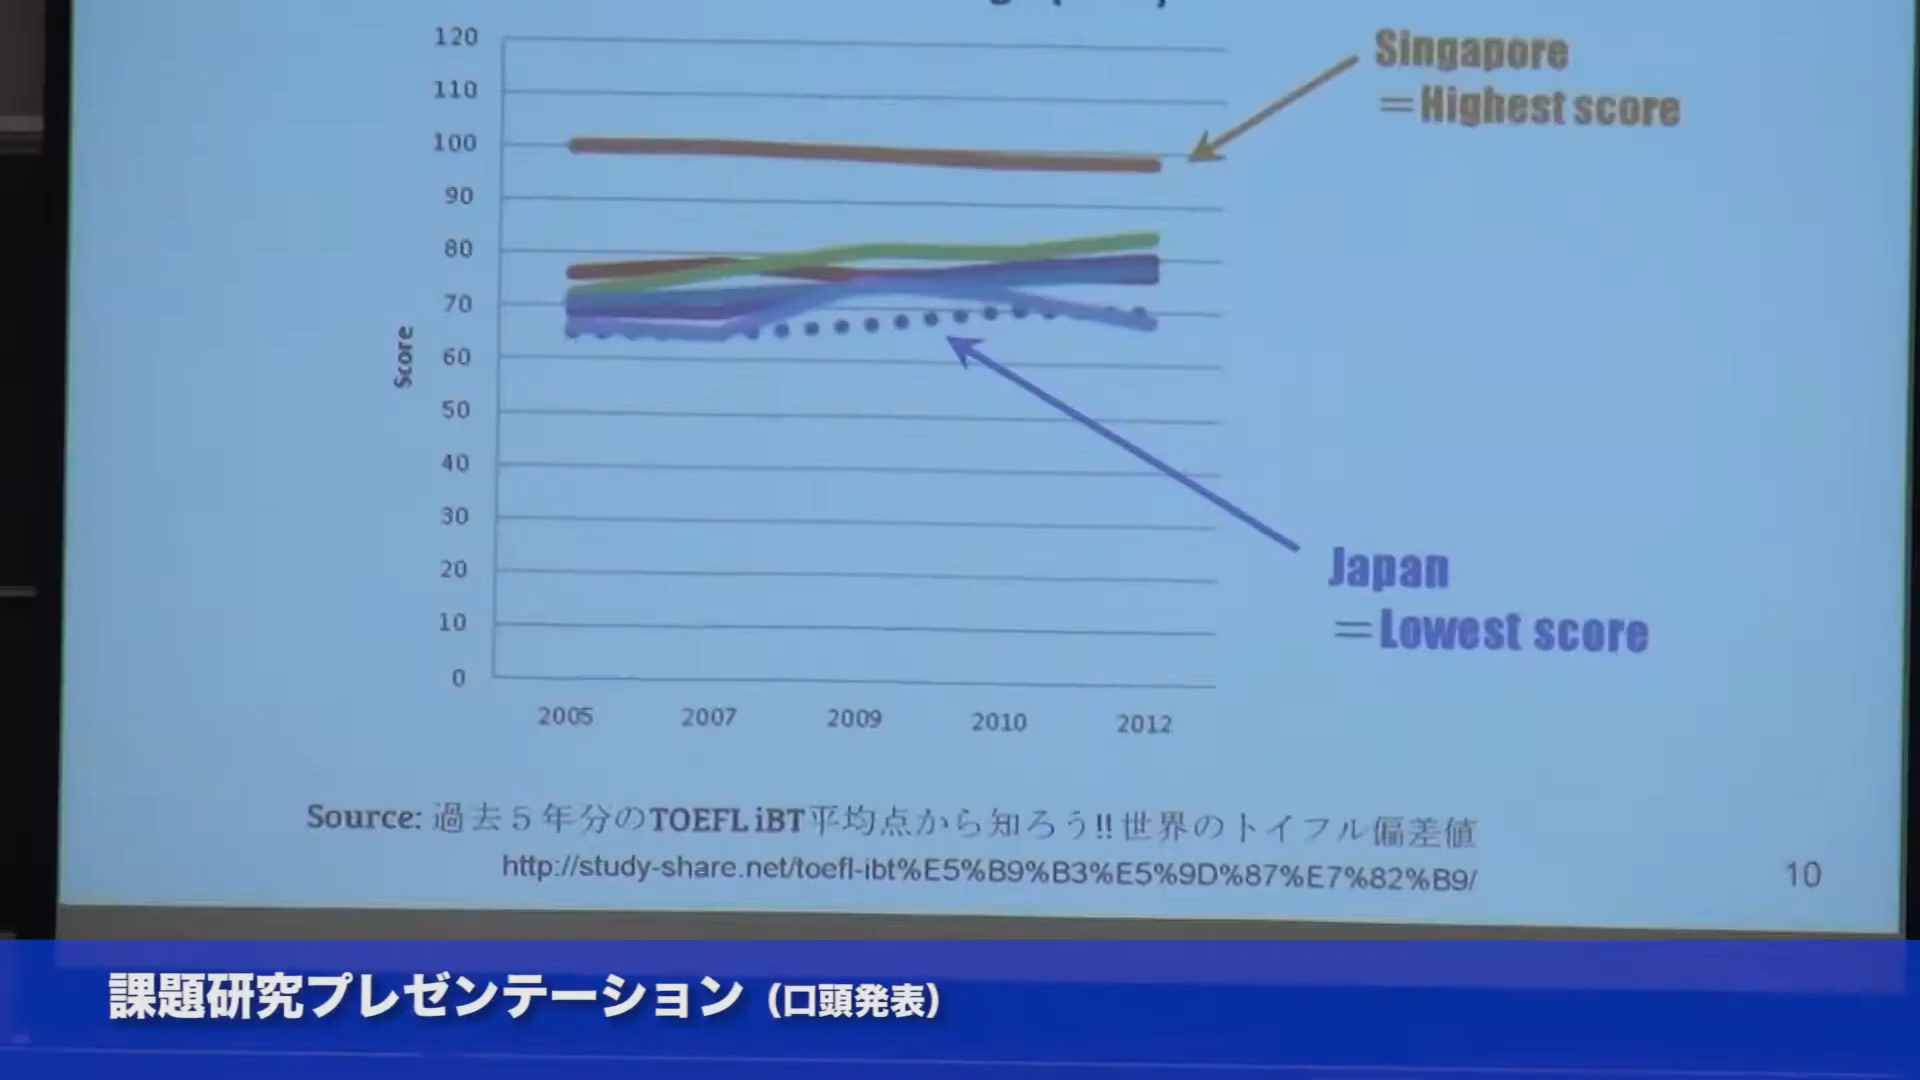 120
110
100
90
80
70
60
50
40
30
20
10
0
Score
2005 2007 2009 2010 2012
Singapore
＝Highest score
Japan
＝Lowest score
Source: 過去５年分のTOEFL iBT平均点から知ろう!!世界のトイフル偏差値
http://study-share.net/toefl-ibt%E5%B9%B3%E5%9D%87%E7%82%B9/
10
課題研究プレゼンテーション（口頭発表）